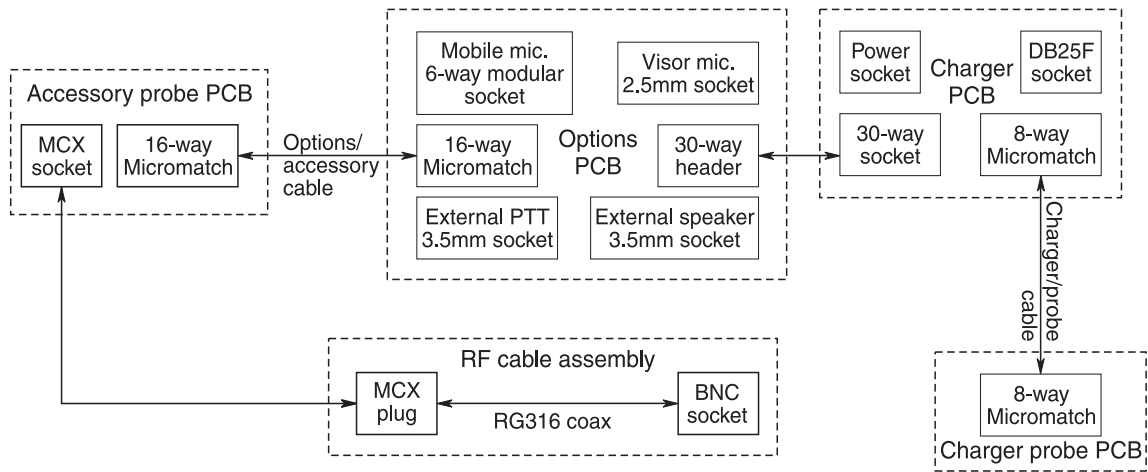 Accessory probe PCB
MCX
socket
16-way
Micromatch
Options/
accessory
cable
Mobile mic.
6-way modular
socket
Visor mic.
2.5mm socket
16-way
Micromatch
Options
PCB
30-way
header
External PTT
3.5mm socket
External speaker
3.5mm socket
Power
socket
Charger
PCB
DB25F
socket
30-way
socket
8-way
Micromatch
Charger/probe
cable
RF cable assembly
MCX
plug
RG316 coax
BNC
socket
8-way
Micromatch
Charger probe PCB